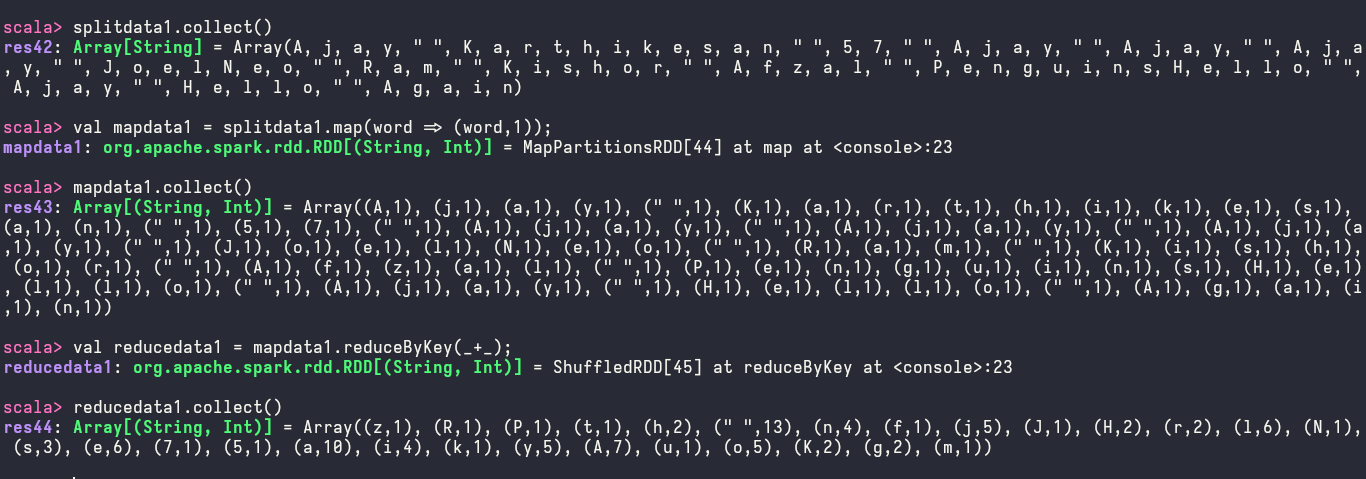 scala> splitdata1.collect()
res42: Array[String] = Array(A, j, a, y, " ", K, a, r, t, h, i, k, e, s, a, n, " ", 5, 7, " ", A, j, a, y, " ", A, j, a, y, " ", A, j, a
, y, " ", J, o, e, l, N, e, o, " ", R, a, m, " ", K, i, s, h, o, r, " ", A, f, z, a, l, " ", P, e, n, g, u, i, n, s, H, e, l, l, o, " ",
 A, j, a, y, " ", H, e, l, l, o, " ", A, g, a, i, n)
scala> val mapdata1 = splitdata1.map(word => (word,1));
mapdata1: org.apache.spark.rdd.RDD[(String, Int)] = MapPartitionsRDD[44] at map at <console>:23
scala> mapdata1.collect()
res43: Array[(String, Int)] = Array((A,1), (j,1), (a,1), (y,1), (" ",1), (K,1), (a,1), (r,1), (t,1), (h,1), (i,1), (k,1), (e,1), (s,1),
(a,1), (n,1), (" ",1), (5,1), (7,1), (" ",1), (A,1), (j,1), (a,1), (y,1), (" ",1), (A,1), (j,1), (a,1), (y,1), (" ",1), (A,1), (j,1), (a
,1), (y,1), (" ",1), (J,1), (o,1), (e,1), (l,1), (N,1), (e,1), (o,1), (" ",1), (R,1), (a,1), (m,1), (" ",1), (K,1), (i,1), (s,1), (h,1),
 (o,1), (r,1), (" ",1), (A,1), (f,1), (z,1), (a,1), (l,1), (" ",1), (P,1), (e,1), (n,1), (g,1), (u,1), (i,1), (n,1), (s,1), (H,1), (e,1)
, (l,1), (l,1), (o,1), (" ",1), (A,1), (j,1), (a,1), (y,1), (" ",1), (H,1), (e,1), (l,1), (l,1), (o,1), (" ",1), (A,1), (g,1), (a,1), (i
,1), (n,1))
scala> val reducedata1 = mapdata1.reduceByKey(_+_);
reducedata1: org.apache.spark.rdd.RDD[(String, Int)] = ShuffledRDD[45] at reduceByKey at <console>:23
scala> reducedata1.collect()
res44: Array[(String, Int)] = Array((z,1), (R,1), (P,1), (t,1), (h,2), (" ",13), (n,4), (f,1), (j,5), (J,1), (H,2), (r,2), (l,6), (N,1),
 (s,3), (e,6), (7,1), (5,1), (a,10), (i,4), (k,1), (y,5), (A,7), (u,1), (o,5), (K,2), (g,2), (m,1))